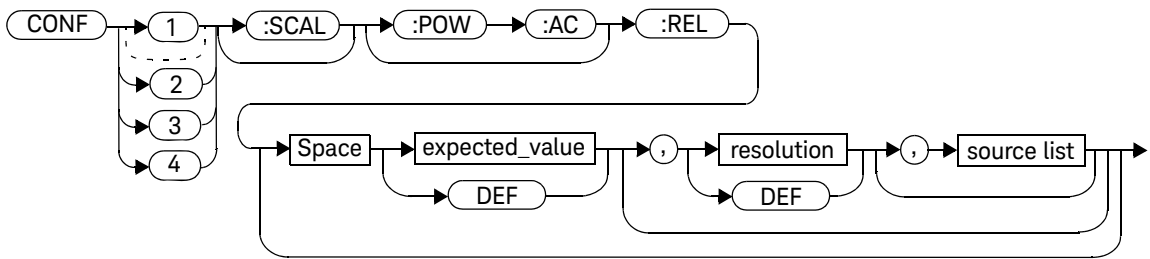 CONF 1 :SCAL :POW :AC :REL
2
3
4
Space expected_value , resolution , source list
DEF DEF